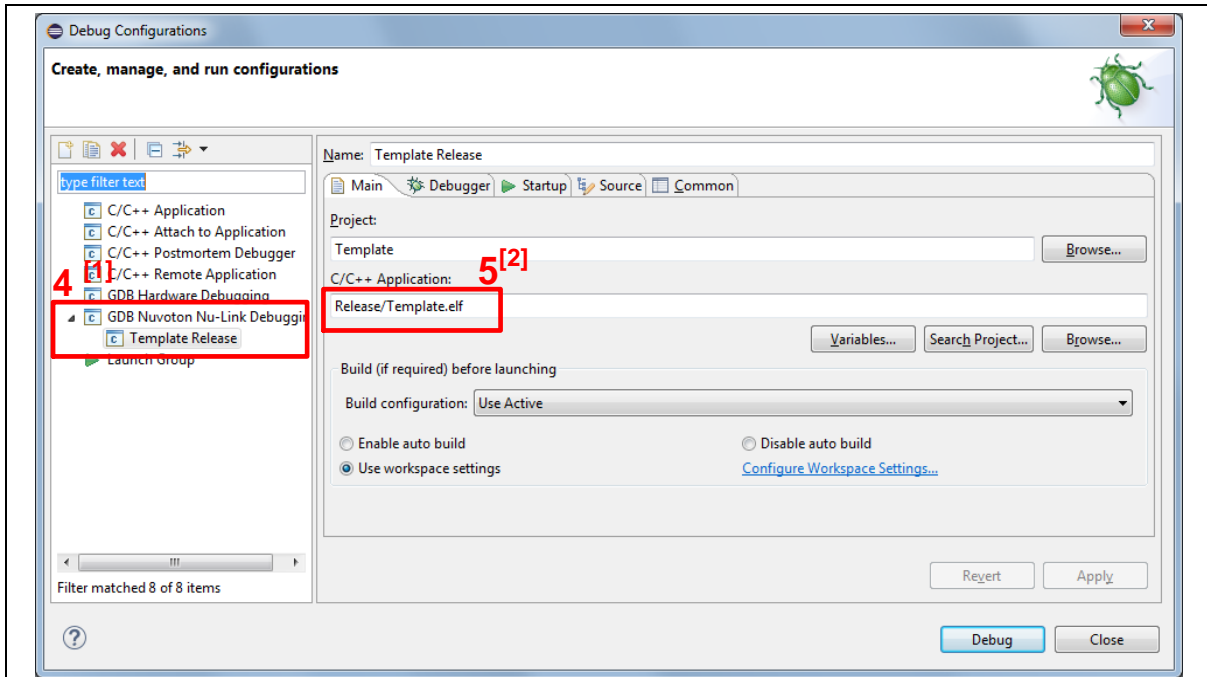 Debug Configurations
Create, manage, and run configurations
type filter text
C/C++ Application
C/C++ Attach to Application
C/C++ Postmortem Debugger
C/C++ Remote Application
GDB Hardware Debugging
GDB Nuvoton Nu-Link Debuggin
Template Release
Launch Group
4 [1]
Filter matched 8 of 8 items
Name: Template Release
Main Debugger Startup Source Common
Project:
Template Browse...
C/C++ Application:
5 [2]
Release/Template.elf
Variables... Search Project... Browse...
Build (if required) before launching
Build configuration: Use Active
Enable auto build Disable auto build
Use workspace settings Configure Workspace Settings...
Revert Apply
Debug Close